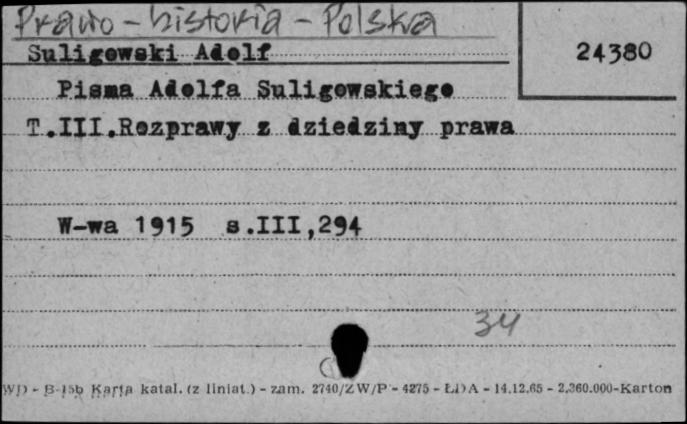 Prawo - historia - Polska
Suligowski Adolf
24380
Pisma Adolfa Suligowskiego
T.III.Rozprawy z dziedziny prawa
W-wa 1915 s.III,294
34
WD - B-15b Karta katal. (z liniat.) - zam. 2740/ZW/P - 4275 - ŁDA - 14.12.65 - 2.360.000-Karton